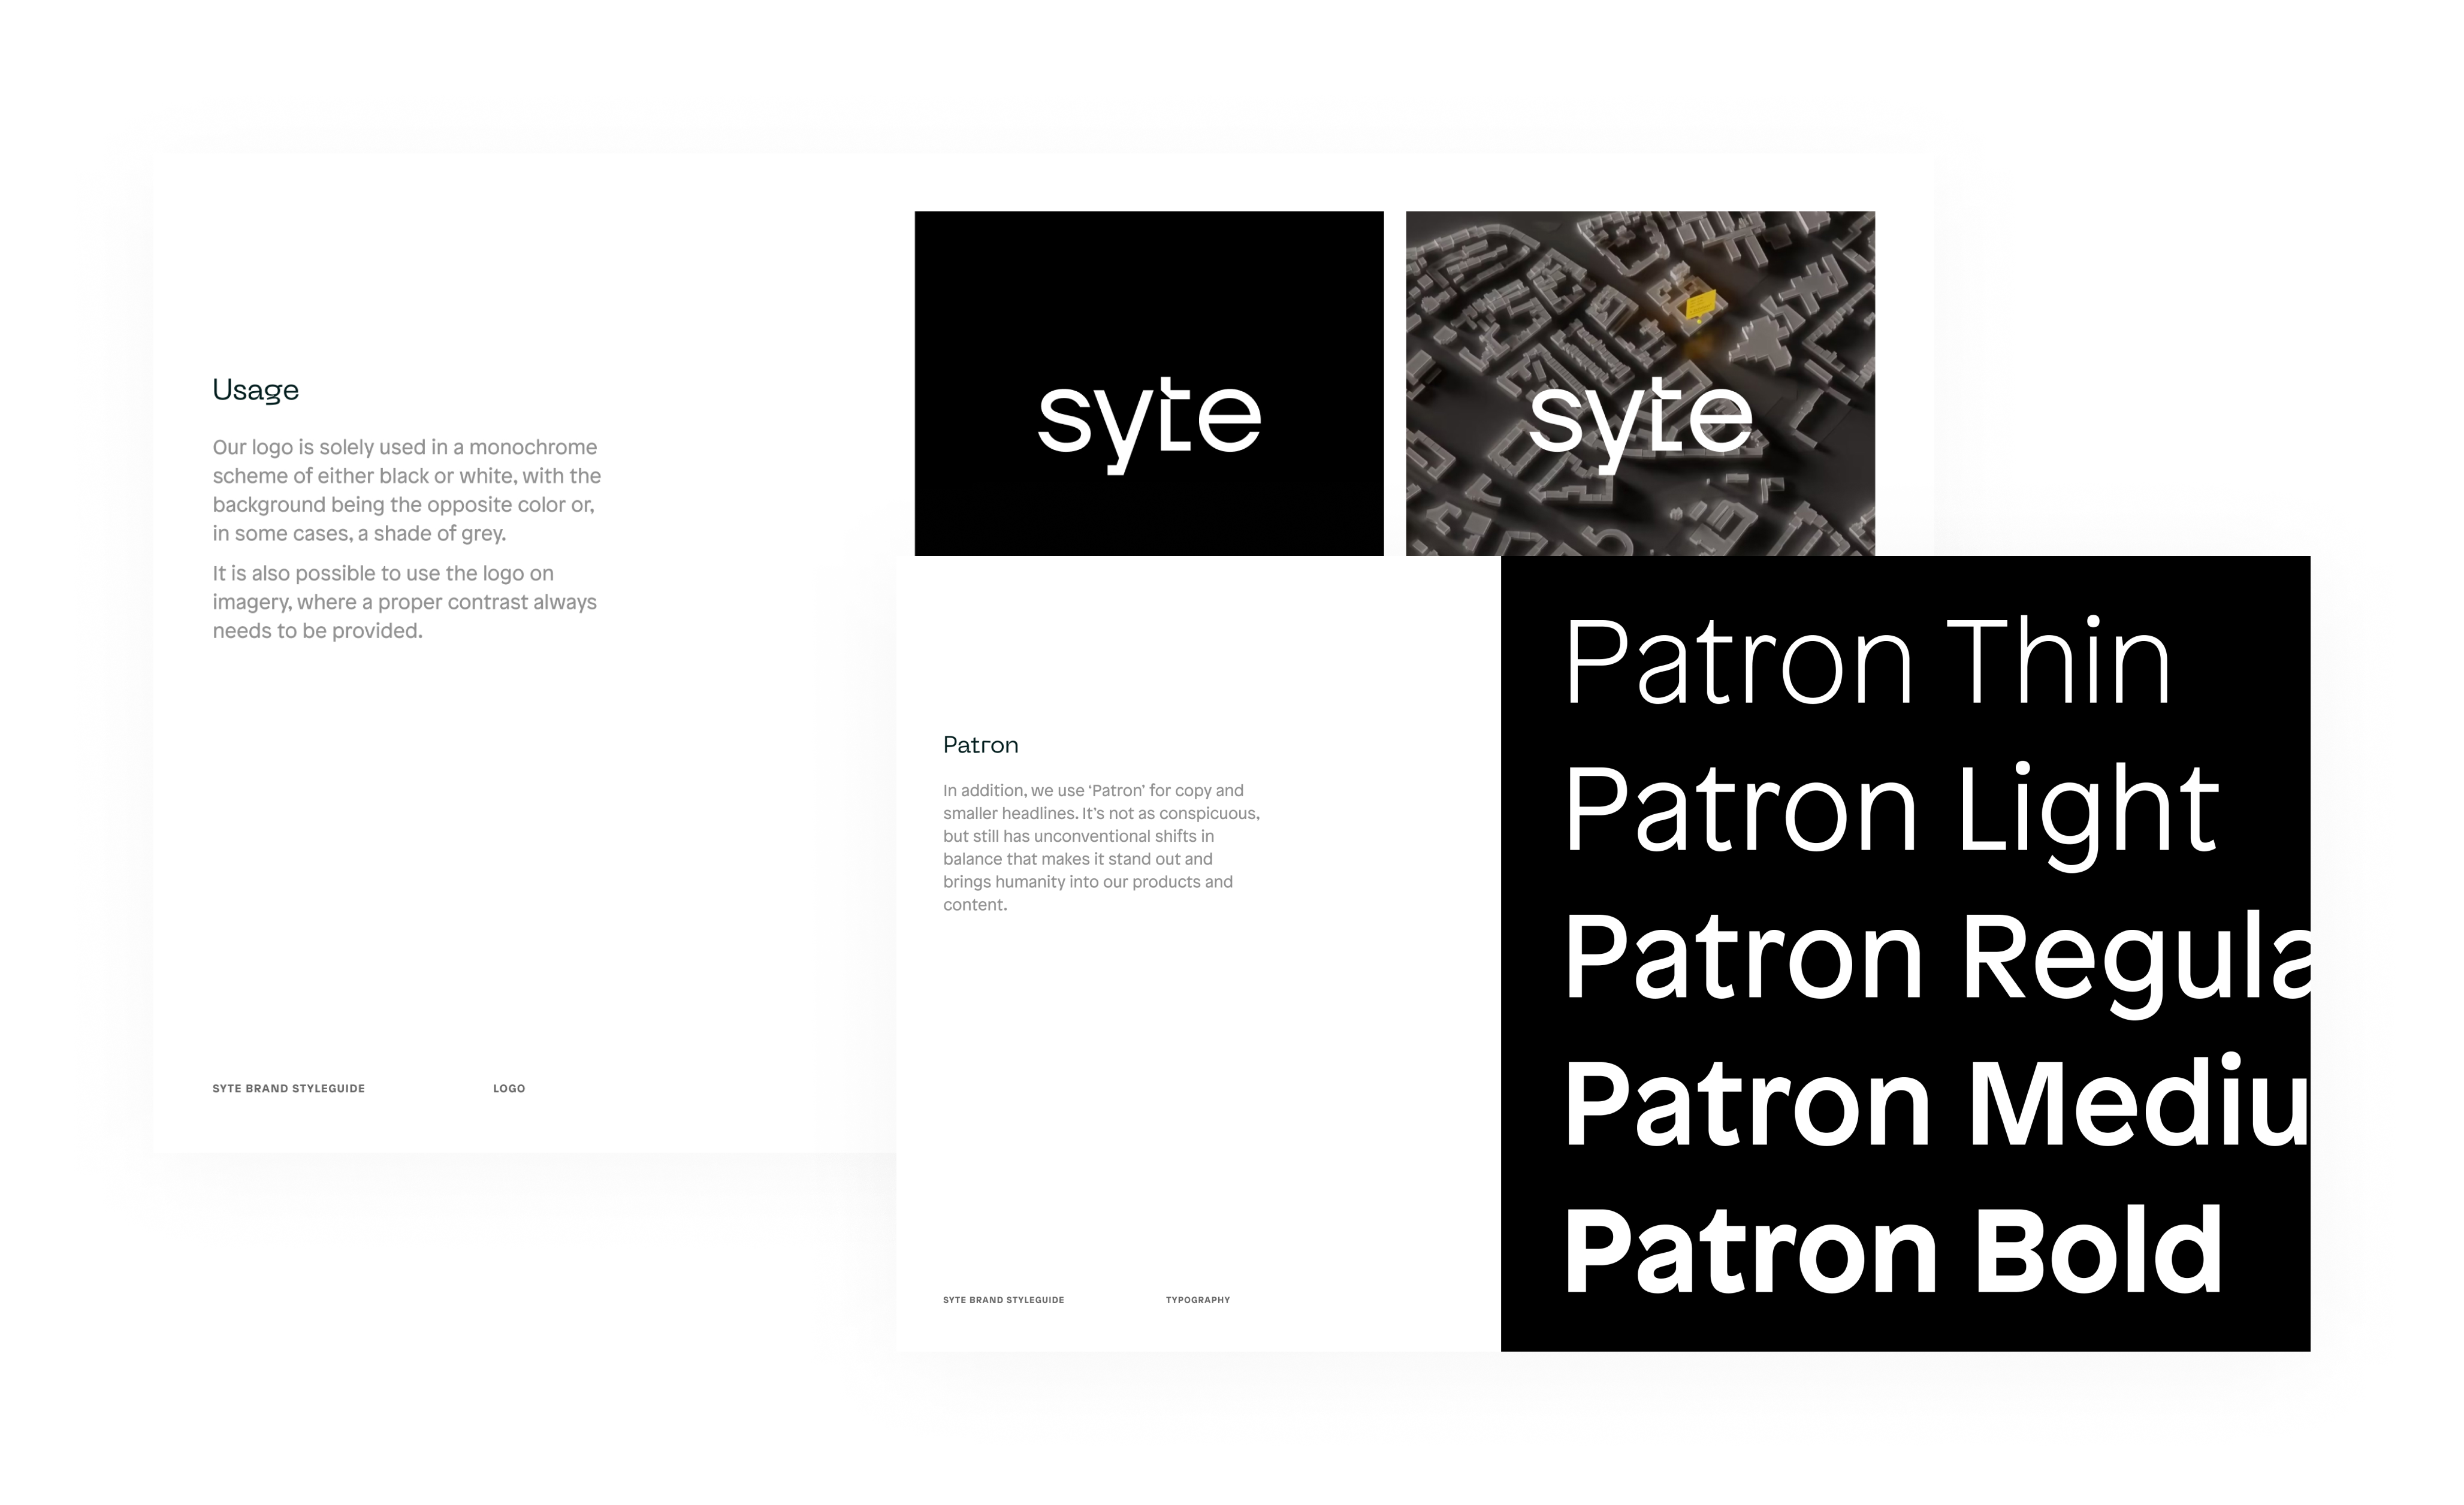 Usage
Our logo is solely used in a monochrome
scheme of either black or white, with the
background being the opposite color or,
in some cases, a shade of grey.
It is also possible to use the logo on
imagery, where a proper contrast always
needs to be provided.
SYTE BRAND STYLEGUIDE
LOGO
syte
syte
Patron
In addition, we use ‘Patron’ for copy and
smaller headlines. It’s not as conspicuous,
but still has unconventional shifts in
balance that makes it stand out and
brings humanity into our products and
content.
SYTE BRAND STYLEGUIDE
TYPOGRAPHY
Patron Thin
Patron Light
Patron Regula
Patron Mediu
Patron Bold